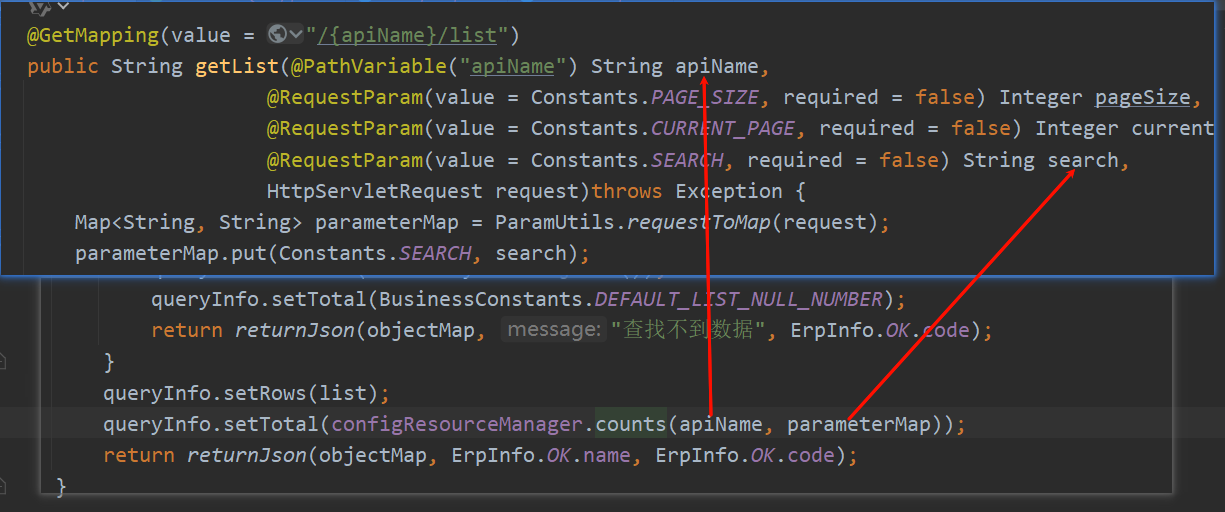 @GetMapping(value = "/{apiName}/list")
public String getList(@PathVariable("apiName") String apiName,
@RequestParam(value = Constants.PAGE_SIZE, required = false) Integer pageSize,
@RequestParam(value = Constants.CURRENT_PAGE, required = false) Integer current
@RequestParam(value = Constants.SEARCH, required = false) String search,
HttpServletRequest request)throws Exception {
Map<String, String> parameterMap = ParamUtils.requestToMap(request);
parameterMap.put(Constants.SEARCH, search);
queryInfo.setTotal(BusinessConstants.DEFAULT_LIST_NULL_NUMBER);
return returnJson(objectMap, message: "查找不到数据", ErpInfo.OK.code);
}
queryInfo.setRows(list);
queryInfo.setTotal(configResourceManager.counts(apiName, parameterMap));
return returnJson(objectMap, ErpInfo.OK.name, ErpInfo.OK.code);
}